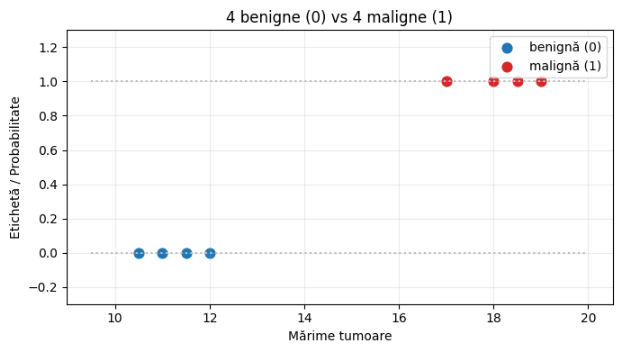 4 benigne (0) vs 4 maligne (1)
benignă (0)
malignă (1)
Etichetă / Probabilitate
1.2
1.0
0.8
0.6
0.4
0.2
0.0
−0.2
10
12
14
16
18
20
Mărime tumoare